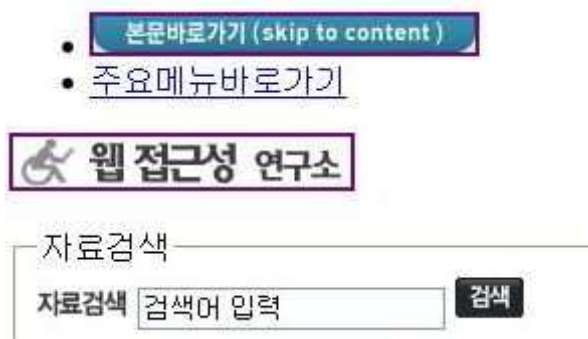 본문바로가기 (skip to content)
주요메뉴바로가기
웹 접근성 연구소
자료검색
자료검색 검색어 입력 검색